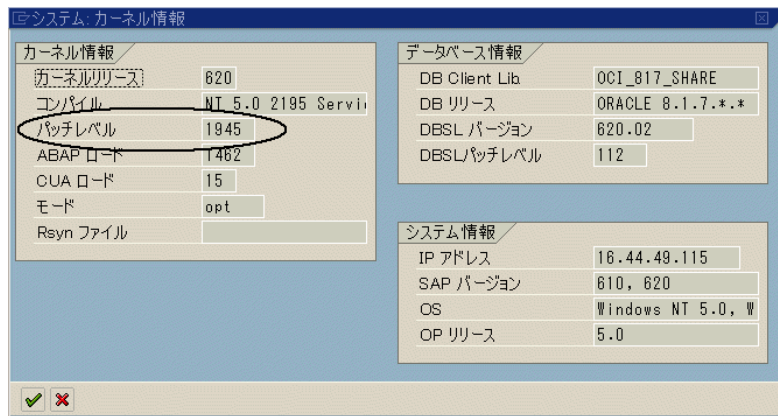 システム: カーネル情報
カーネル情報
カーネルリリース 620
コンパイル NT 5.0 2195 Servi
パッチレベル 1945
ABAP ロード 1462
CUA ロード 15
モード opt
Rsyn ファイル
データベース情報
DB Client Lib. OCI_817_SHARE
DB リリース ORACLE 8.1.7.*.*
DBSL バージョン 620.02
DBSLパッチレベル 112
システム情報
IP アドレス 16.44.49.115
SAP バージョン 610, 620
OS Windows NT 5.0, W
OP リリース 5.0